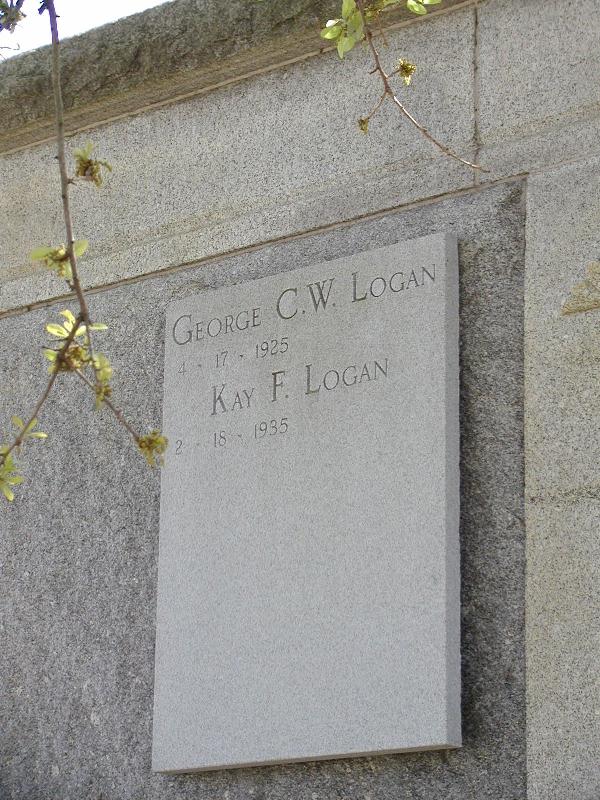 George C.W. Logan
4 - 17 - 1925
Kay F. Logan
2 - 18 - 1935